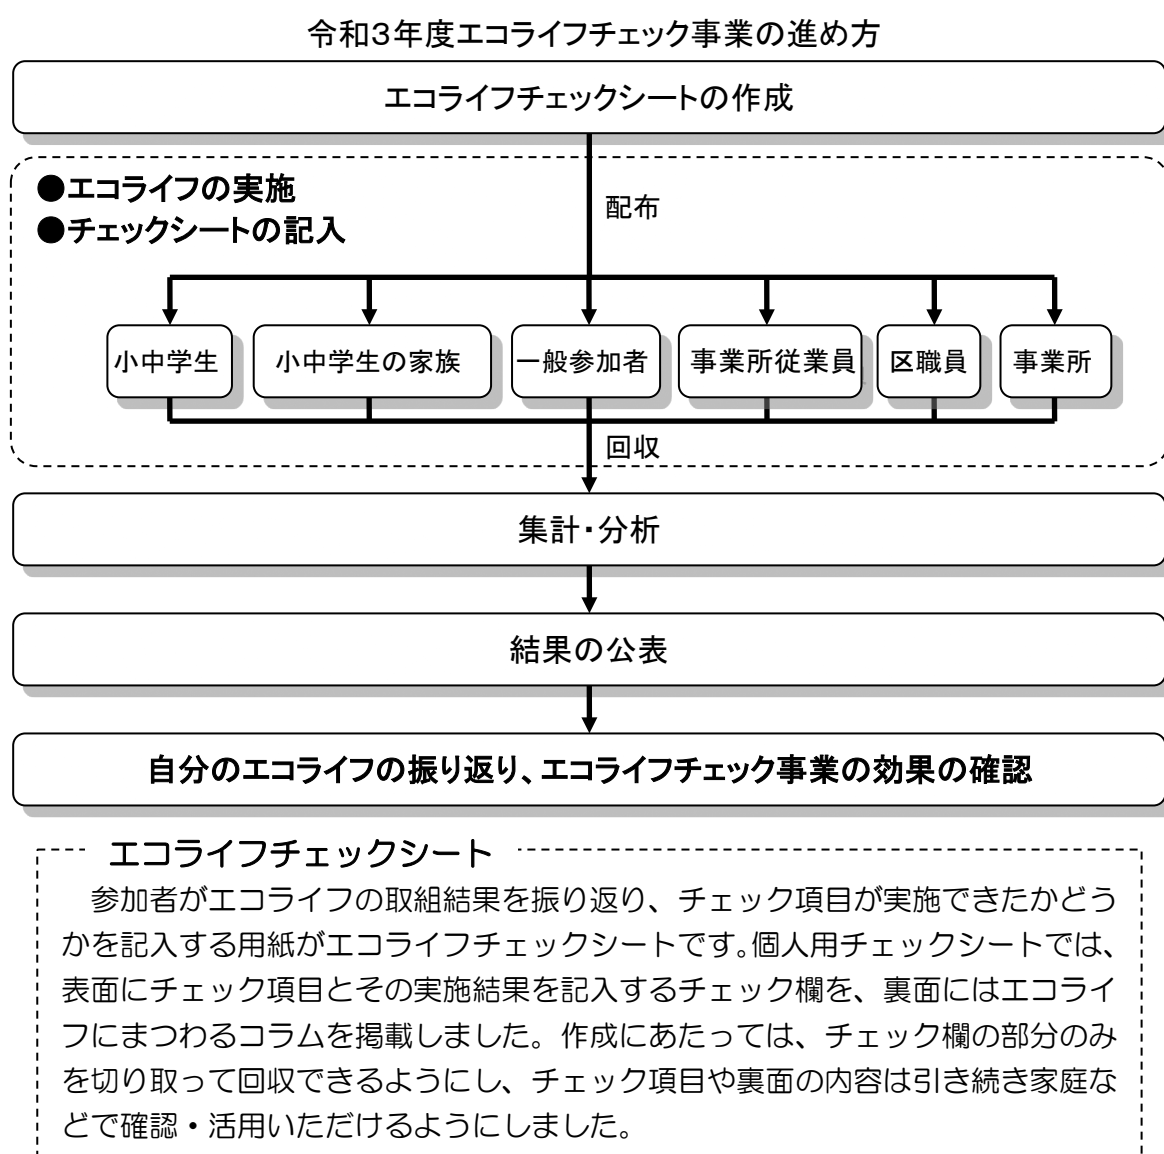 令和3年度エコライフチェック事業の進め方
エコライフチェックシートの作成
●エコライフの実施
●チェックシートの記入
配布
小中学生
小中学生の家族
一般参加者
事業所従業員
区職員
事業所
回収
集計・分析
結果の公表
自分のエコライフの振り返り、エコライフチェック事業の効果の確認
エコライフチェックシート
参加者がエコライフの取組結果を振り返り、チェック項目が実施できたかどう
かを記入する用紙がエコライフチェックシートです。個人用チェックシートでは、
表面にチェック項目とその実施結果を記入するチェック欄を、裏面にはエコライ
フにまつわるコラムを掲載しました。作成にあたっては、チェック欄の部分のみ
を切り取って回収できるようにし、チェック項目や裏面の内容は引き続き家庭な
どで確認・活用いただけるようにしました。